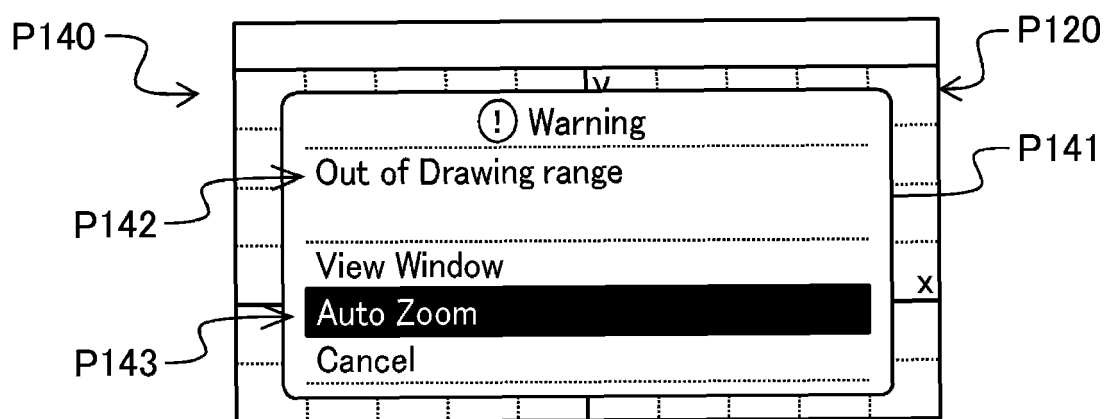 P140
P120
y
! Warning
P141
Out of Drawing range
P142
View Window
x
Auto Zoom
P143
Cancel